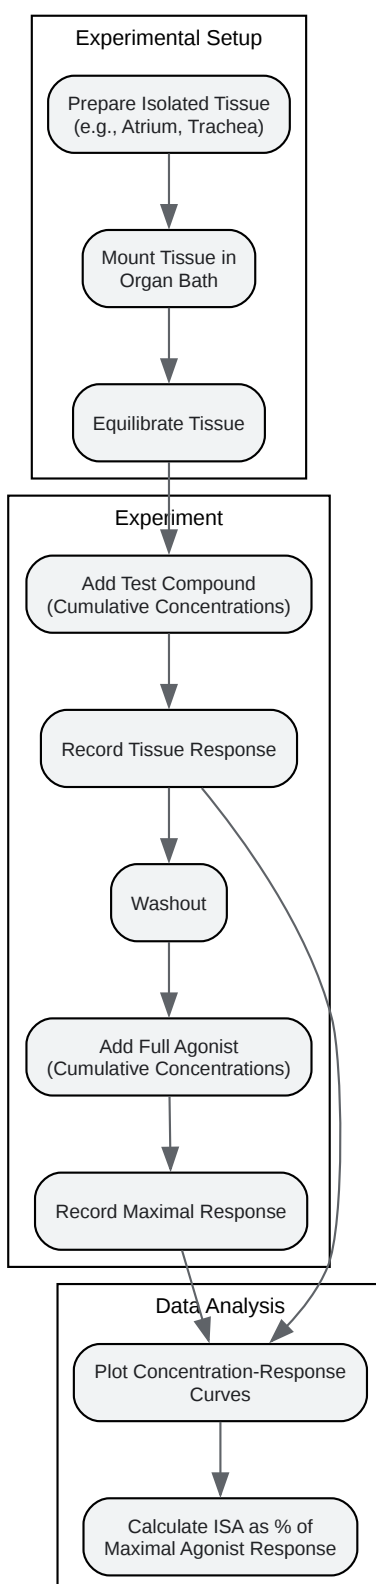 Experimental Setup
Prepare Isolated Tissue
(e.g., Atrium, Trachea)
Mount Tissue in
Organ Bath
Equilibrate Tissue
Experiment
Add Test Compound
(Cumulative Concentrations)
Record Tissue Response
Washout
Add Full Agonist
(Cumulative Concentrations)
Record Maximal Response
Data Analysis
Plot Concentration-Response
Curves
Calculate ISA as % of
Maximal Agonist Response